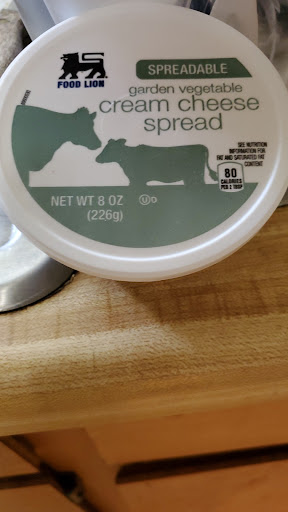 FOOD LION
SPREADABLE
garden vegetable
cream cheese
spread
SEE NUTRITION
INFORMATION FOR
FAT AND SATURATED FAT
CONTENT
80
CALORIES
PER 2 TBSP
NET WT 8 OZ
(226g)